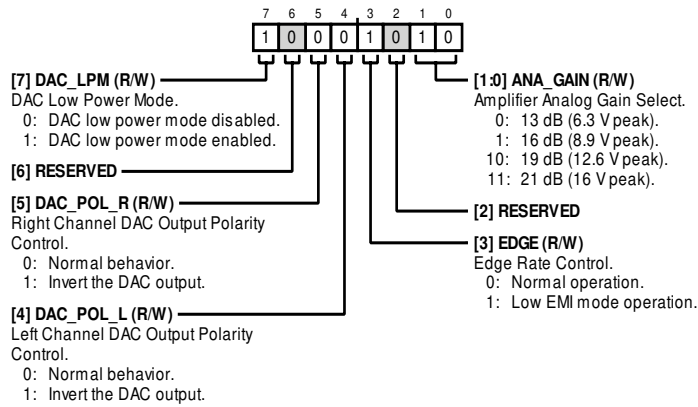 7 6 5 4 3 2 1 0
1 0 0 0 1 0 1 0
[7] DAC_LPM (R/W)
DAC Low Power Mode.
0: DAC low power mode disabled.
1: DAC low power mode enabled.
[6] RESERVED
[5] DAC_POL_R (R/W)
Right Channel DAC Output Polarity
Control.
0: Normal behavior.
1: Invert the DAC output.
[4] DAC_POL_L (R/W)
Left Channel DAC Output Polarity
Control.
0: Normal behavior.
1: Invert the DAC output.
[1:0] ANA_GAIN (R/W)
Amplifier Analog Gain Select.
0: 13 dB (6.3 V peak).
1: 16 dB (8.9 V peak).
10: 19 dB (12.6 V peak).
11: 21 dB (16 V peak).
[2] RESERVED
[3] EDGE (R/W)
Edge Rate Control.
0: Normal operation.
1: Low EMI mode operation.